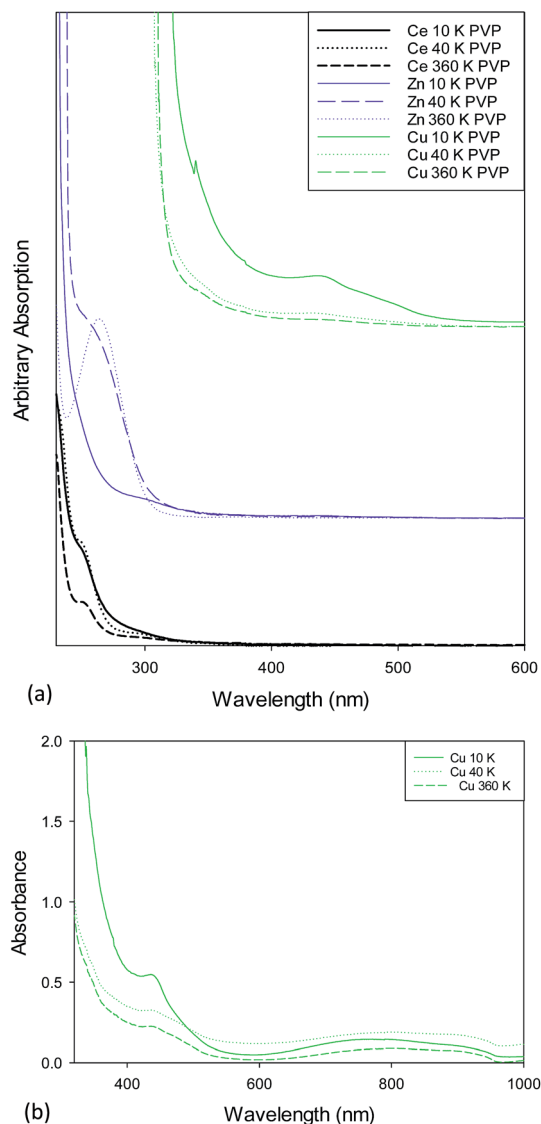 Ce 10 K PVP
Ce 40 K PVP
Ce 360 K PVP
Zn 10 K PVP
Zn 40 K PVP
Zn 360 K PVP
Cu 10 K PVP
Cu 40 K PVP
Cu 360 K PVP
Arbitrary Absorption
300 400 500 600
Wavelength (nm)
(a)
Cu 10 K
Cu 40 K
Cu 360 K
2.0
1.5
1.0
0.5
0.0
Absorbance
400 600 800 1000
Wavelength (nm)
(b)